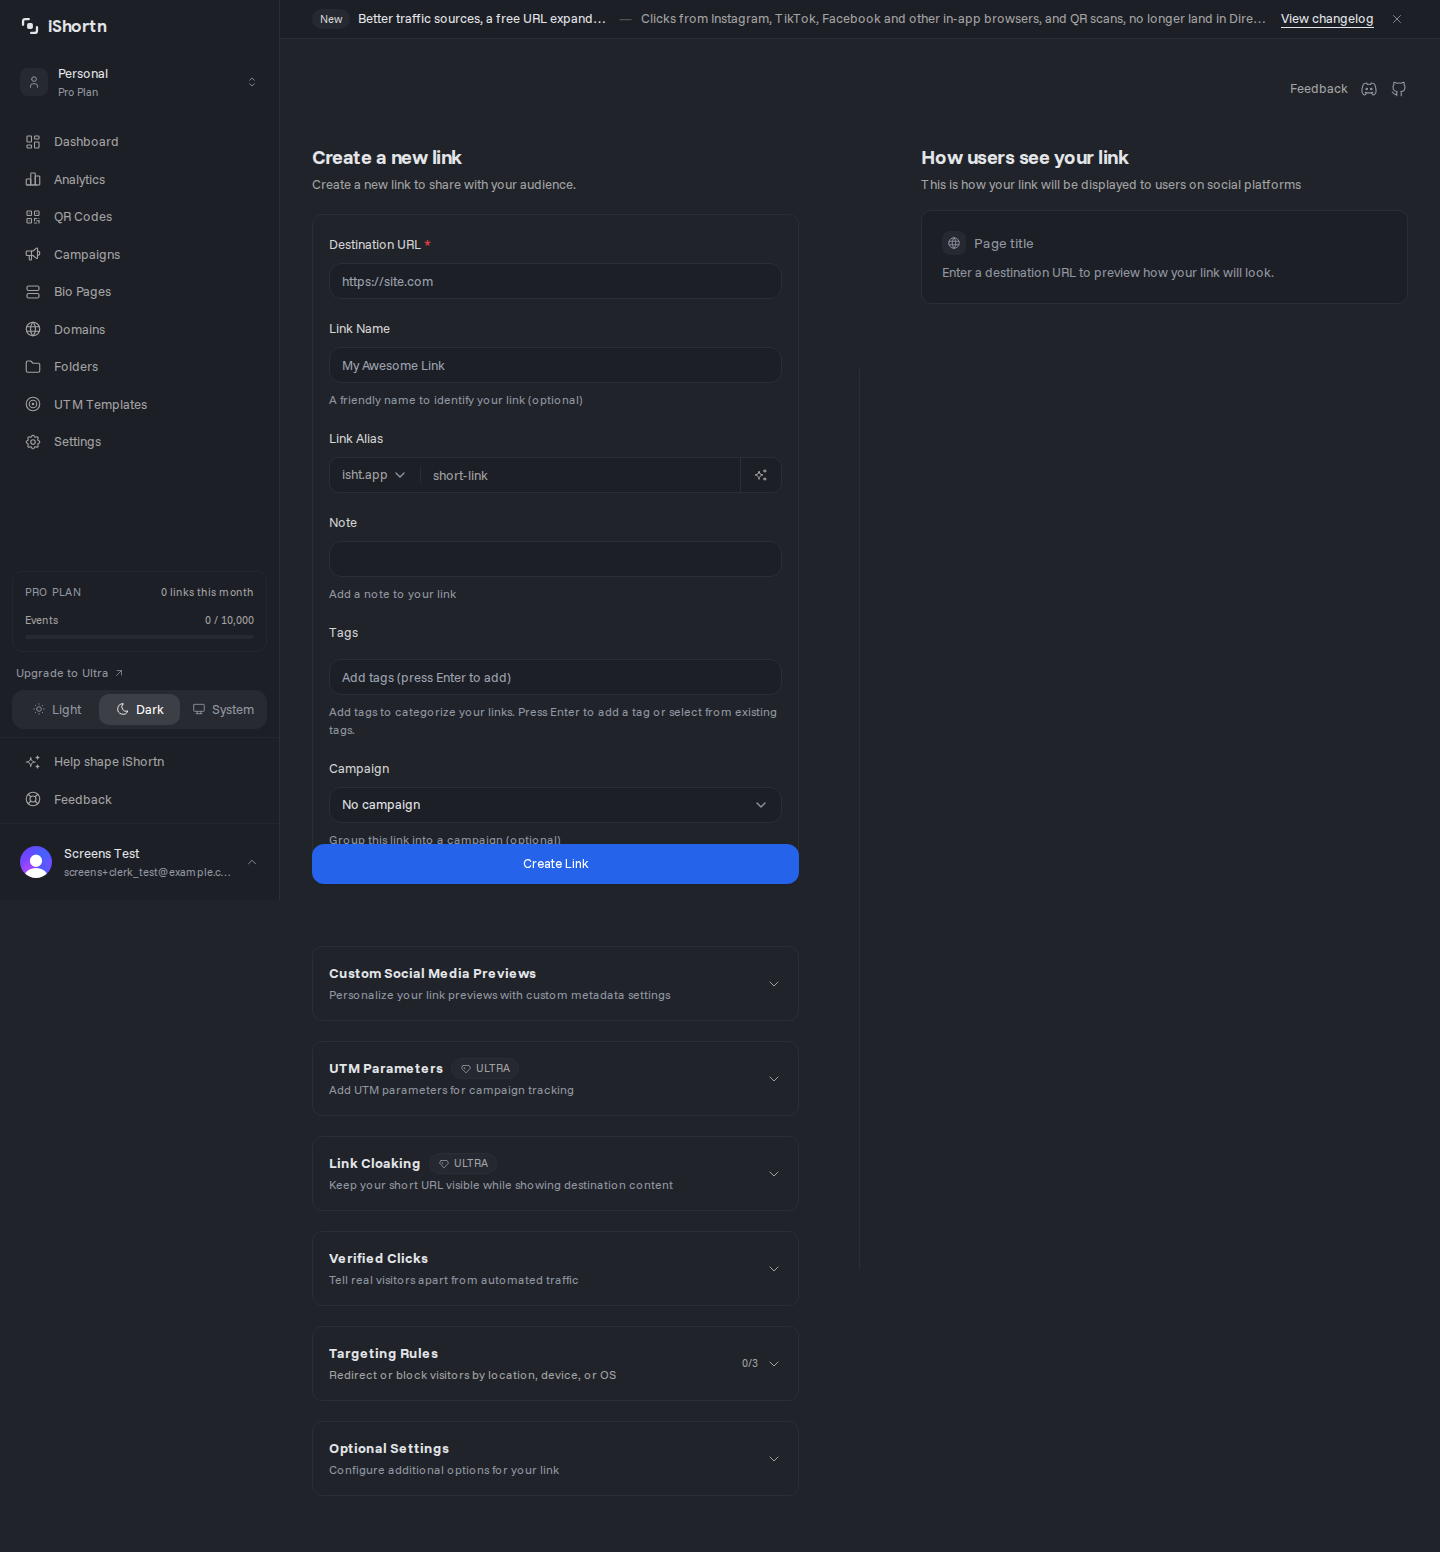 iShortn
Personal
Pro Plan
Dashboard
Analytics
QR Codes
Campaigns
Bio Pages
Domains
Folders
UTM Templates
Settings
PRO PLAN
0 links this month
Events
0 / 10,000
Upgrade to Ultra
Light
Dark
System
Help shape iShortn
Feedback
Screens Test
screens+clerk_test@example.c...
New
Better traffic sources, a free URL expand...
— Clicks from Instagram, TikTok, Facebook and other in-app browsers, and QR scans, no longer land in Dire...
View changelog
Feedback
Create a new link
Create a new link to share with your audience.
Destination URL *
https://site.com
Link Name
My Awesome Link
A friendly name to identify your link (optional)
Link Alias
isht.app
short-link
Note
Add a note to your link
Tags
Add tags (press Enter to add)
Add tags to categorize your links. Press Enter to add a tag or select from existing
tags.
Campaign
No campaign
Group this link into a campaign (optional)
Create Link
Custom Social Media Previews
Personalize your link previews with custom metadata settings
UTM Parameters
ULTRA
Add UTM parameters for campaign tracking
Link Cloaking
ULTRA
Keep your short URL visible while showing destination content
Verified Clicks
Tell real visitors apart from automated traffic
Targeting Rules
Redirect or block visitors by location, device, or OS
0/3
Optional Settings
Configure additional options for your link
How users see your link
This is how your link will be displayed to users on social platforms
Page title
Enter a destination URL to preview how your link will look.